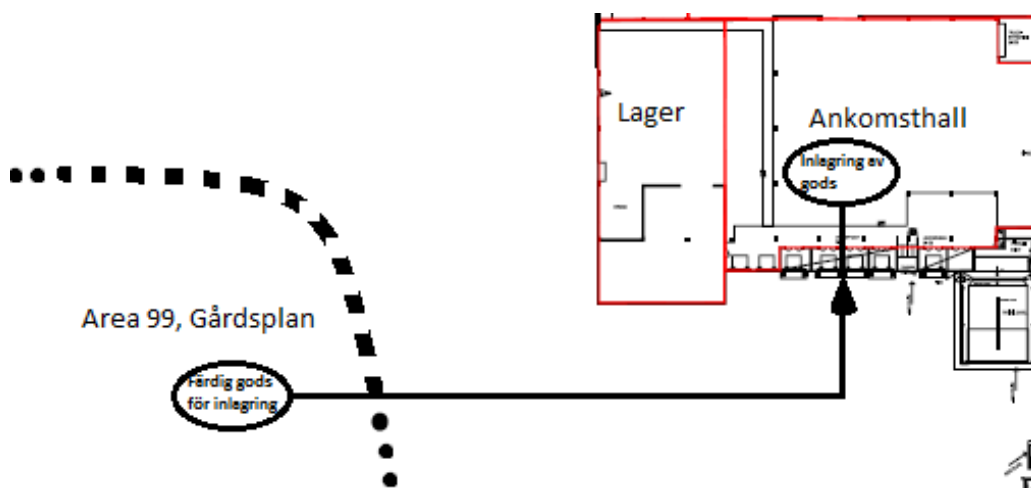 Lager
Ankomsthall
Inlagring av
gods
Area 99, Gårdsplan
Färdig gods
för inlagring